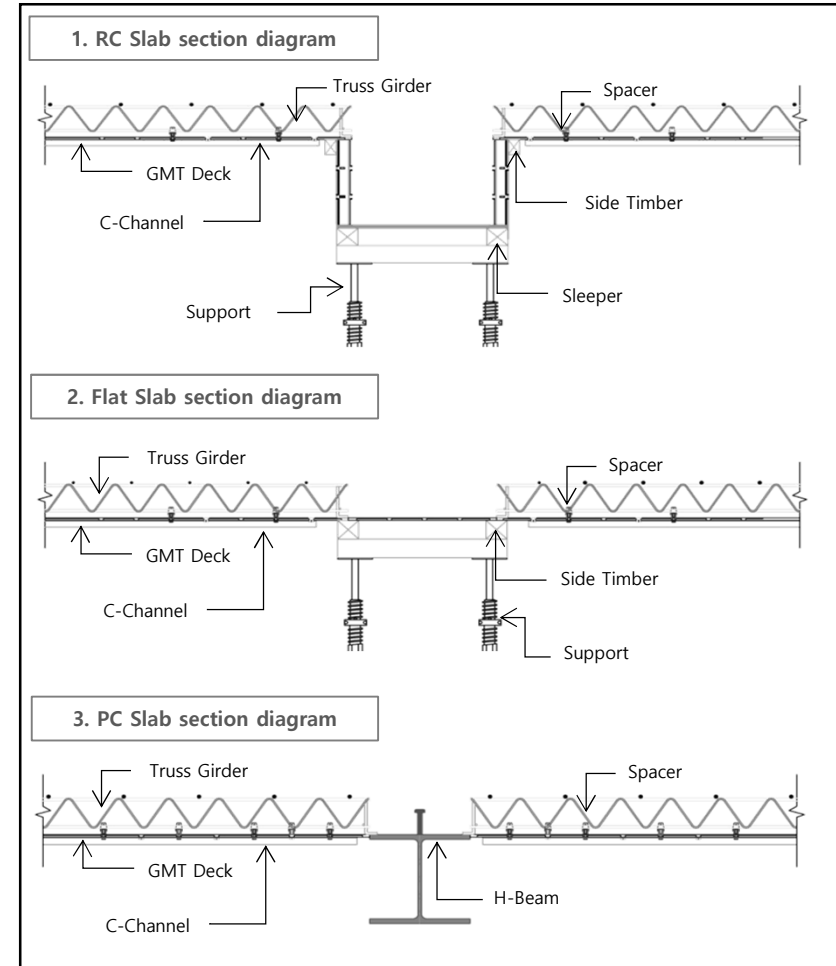 1. RC Slab section diagram
Truss Girder
Spacer
GMT Deck
C-Channel
Side Timber
Support
Sleeper
2. Flat Slab section diagram
Truss Girder
Spacer
GMT Deck
C-Channel
Side Timber
Support
3. PC Slab section diagram
Truss Girder
Spacer
GMT Deck
C-Channel
H-Beam